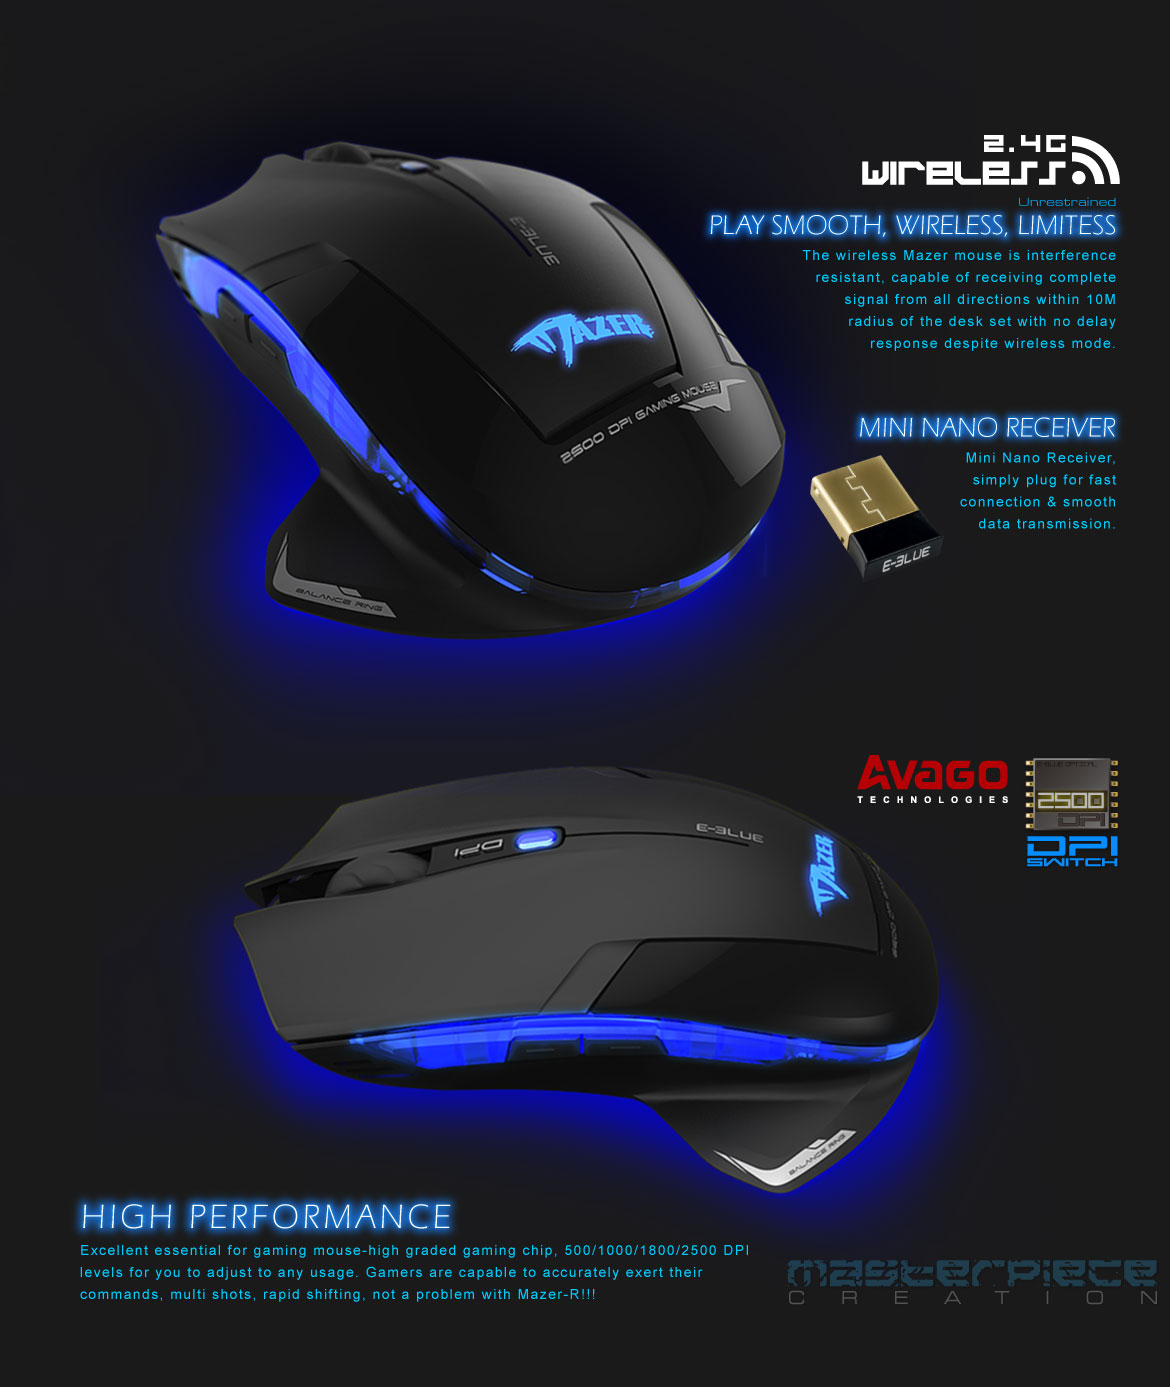 2.4G
WIRELESS
Unrestrained
PLAY SMOOTH, WIRELESS, LIMITESS
The wireless Mazer mouse is interference
resistant, capable of receiving complete
signal from all directions within 10M
radius of the desk set with no delay
response despite wireless mode.
E-BLUE
MAZER
2500 DPI GAMING MOUSE
BALANCE RING
MINI NANO RECEIVER
Mini Nano Receiver,
simply plug for fast
connection & smooth
data transmission.
E-BLUE
AVAGO
TECHNOLOGIES
E-BLUE OPTICAL
2500
DPI
DPI
SWITCH
DPI
E-BLUE
MAZER
BALANCE RING
HIGH PERFORMANCE
Excellent essential for gaming mouse-high graded gaming chip, 500/1000/1800/2500 DPI
levels for you to adjust to any usage. Gamers are capable to accurately exert their
commands, multi shots, rapid shifting, not a problem with Mazer-R!!!
masterpiece
CREATION